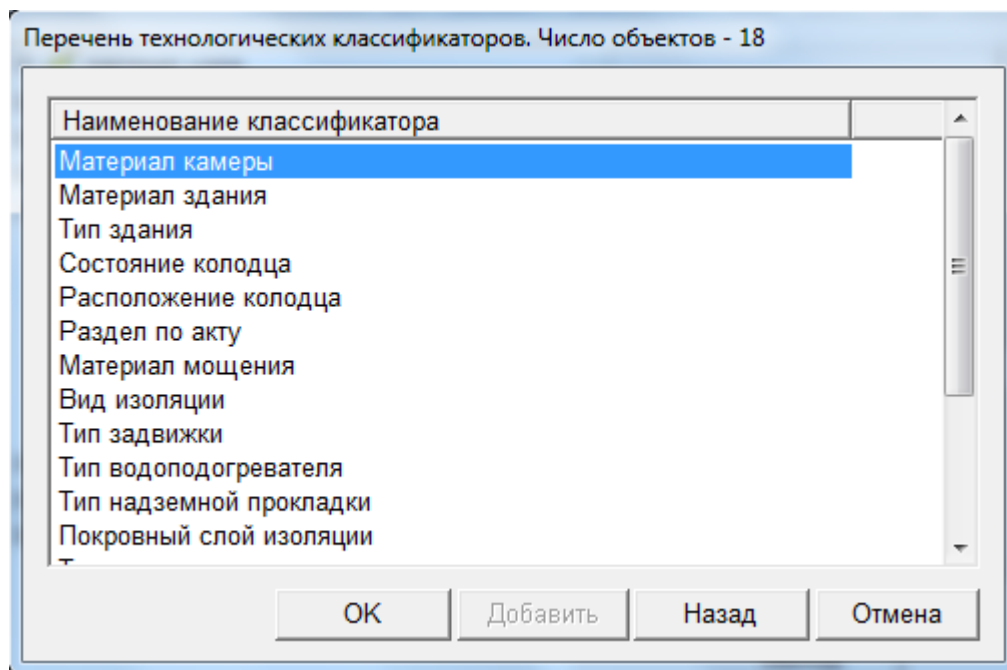 Перечень технологических классификаторов. Число объектов - 18
Наименование классификатора
Материал камеры
Материал здания
Тип здания
Состояние колодца
Расположение колодца
Раздел по акту
Материал мощения
Вид изоляции
Тип задвижки
Тип водоподогревателя
Тип надземной прокладки
Покровный слой изоляции
OK Добавить Назад Отмена